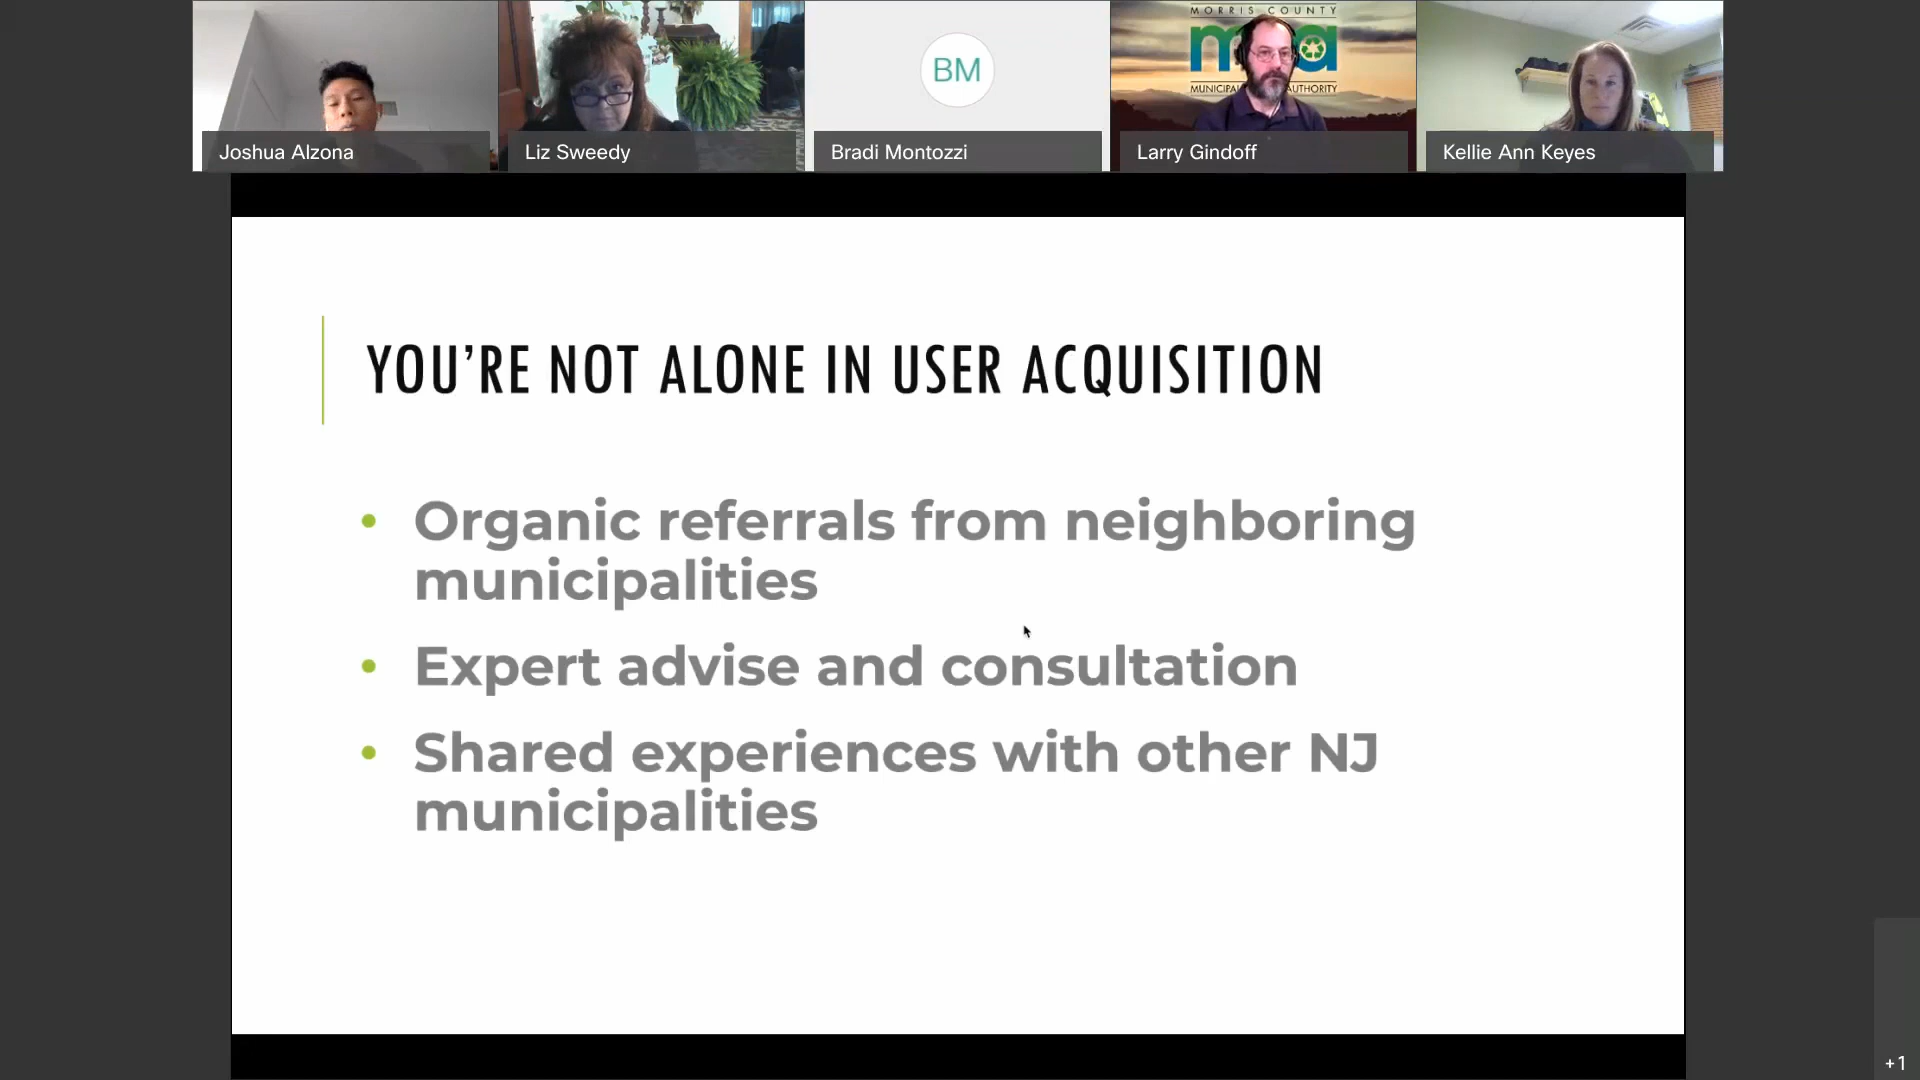 MORRIS COUNTY
MUNICIPAL AUTHORITY
BM
Joshua Alzona
Liz Sweedy
Bradi Montozzi
Larry Gindoff
Kellie Ann Keyes
YOU’RE NOT ALONE IN USER ACQUISITION
• Organic referrals from neighboring
municipalities
• Expert advise and consultation
• Shared experiences with other NJ
municipalities
+1